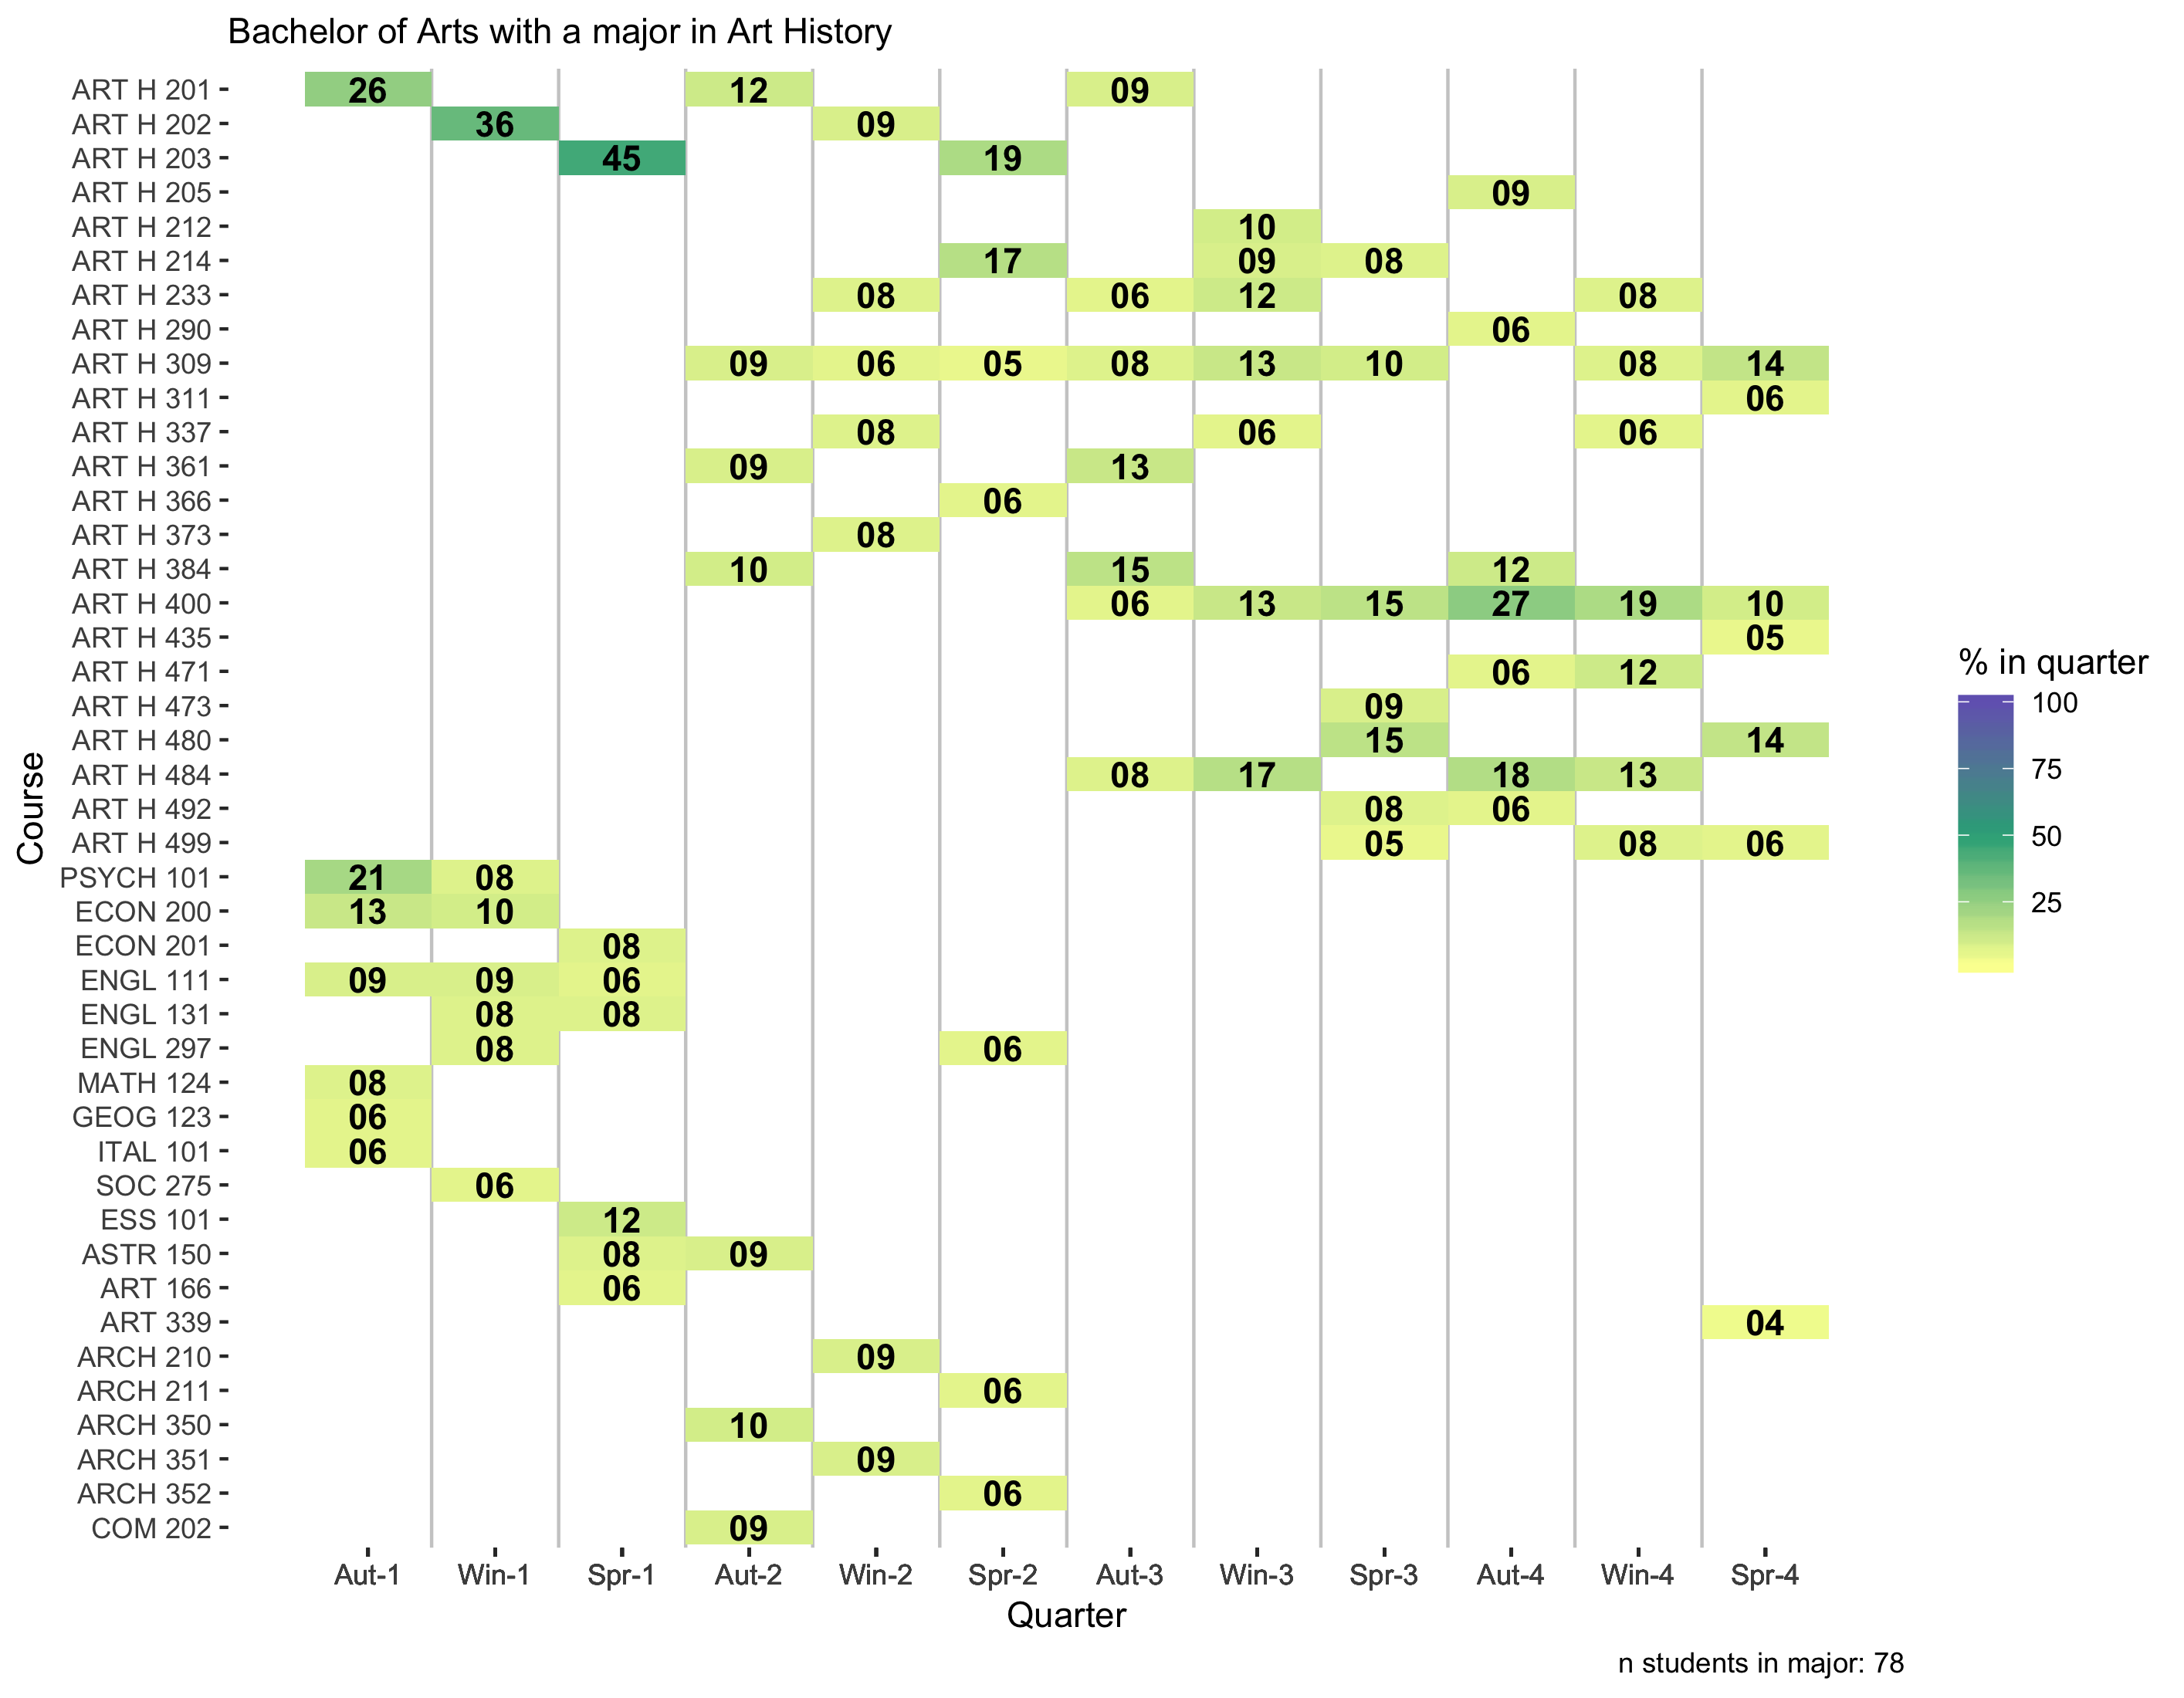 Bachelor of Arts with a major in Art History
ART H 201 26 12 09
ART H 202 36 09
ART H 203 45 19
ART H 205 09
ART H 212 10
ART H 214 17 09 08
ART H 233 08 06 12 08
ART H 290 06
ART H 309 09 06 05 08 13 10 08 14
ART H 311 06
ART H 337 08 06 06
ART H 361 09 13
ART H 366 06
ART H 373 08
ART H 384 10 15 12
ART H 400 06 13 15 27 19 10
ART H 435 05
ART H 471 06 12
ART H 473 09
ART H 480 15 14
ART H 484 08 17 18 13
ART H 492 08 06
ART H 499 05 08 06
PSYCH 101 21 08
ECON 200 13 10
ECON 201 08
ENGL 111 09 09 06
ENGL 131 08 08
ENGL 297 08 06
MATH 124 08
GEOG 123 06
ITAL 101 06
SOC 275 06
ESS 101 12
ASTR 150 08 09
ART 166 06
ART 339 04
ARCH 210 09
ARCH 211 06
ARCH 350 10
ARCH 351 09
ARCH 352 06
COM 202 09
Course
Aut-1 Win-1 Spr-1 Aut-2 Win-2 Spr-2 Aut-3 Win-3 Spr-3 Aut-4 Win-4 Spr-4
Quarter
% in quarter
100
75
50
25
n students in major: 78